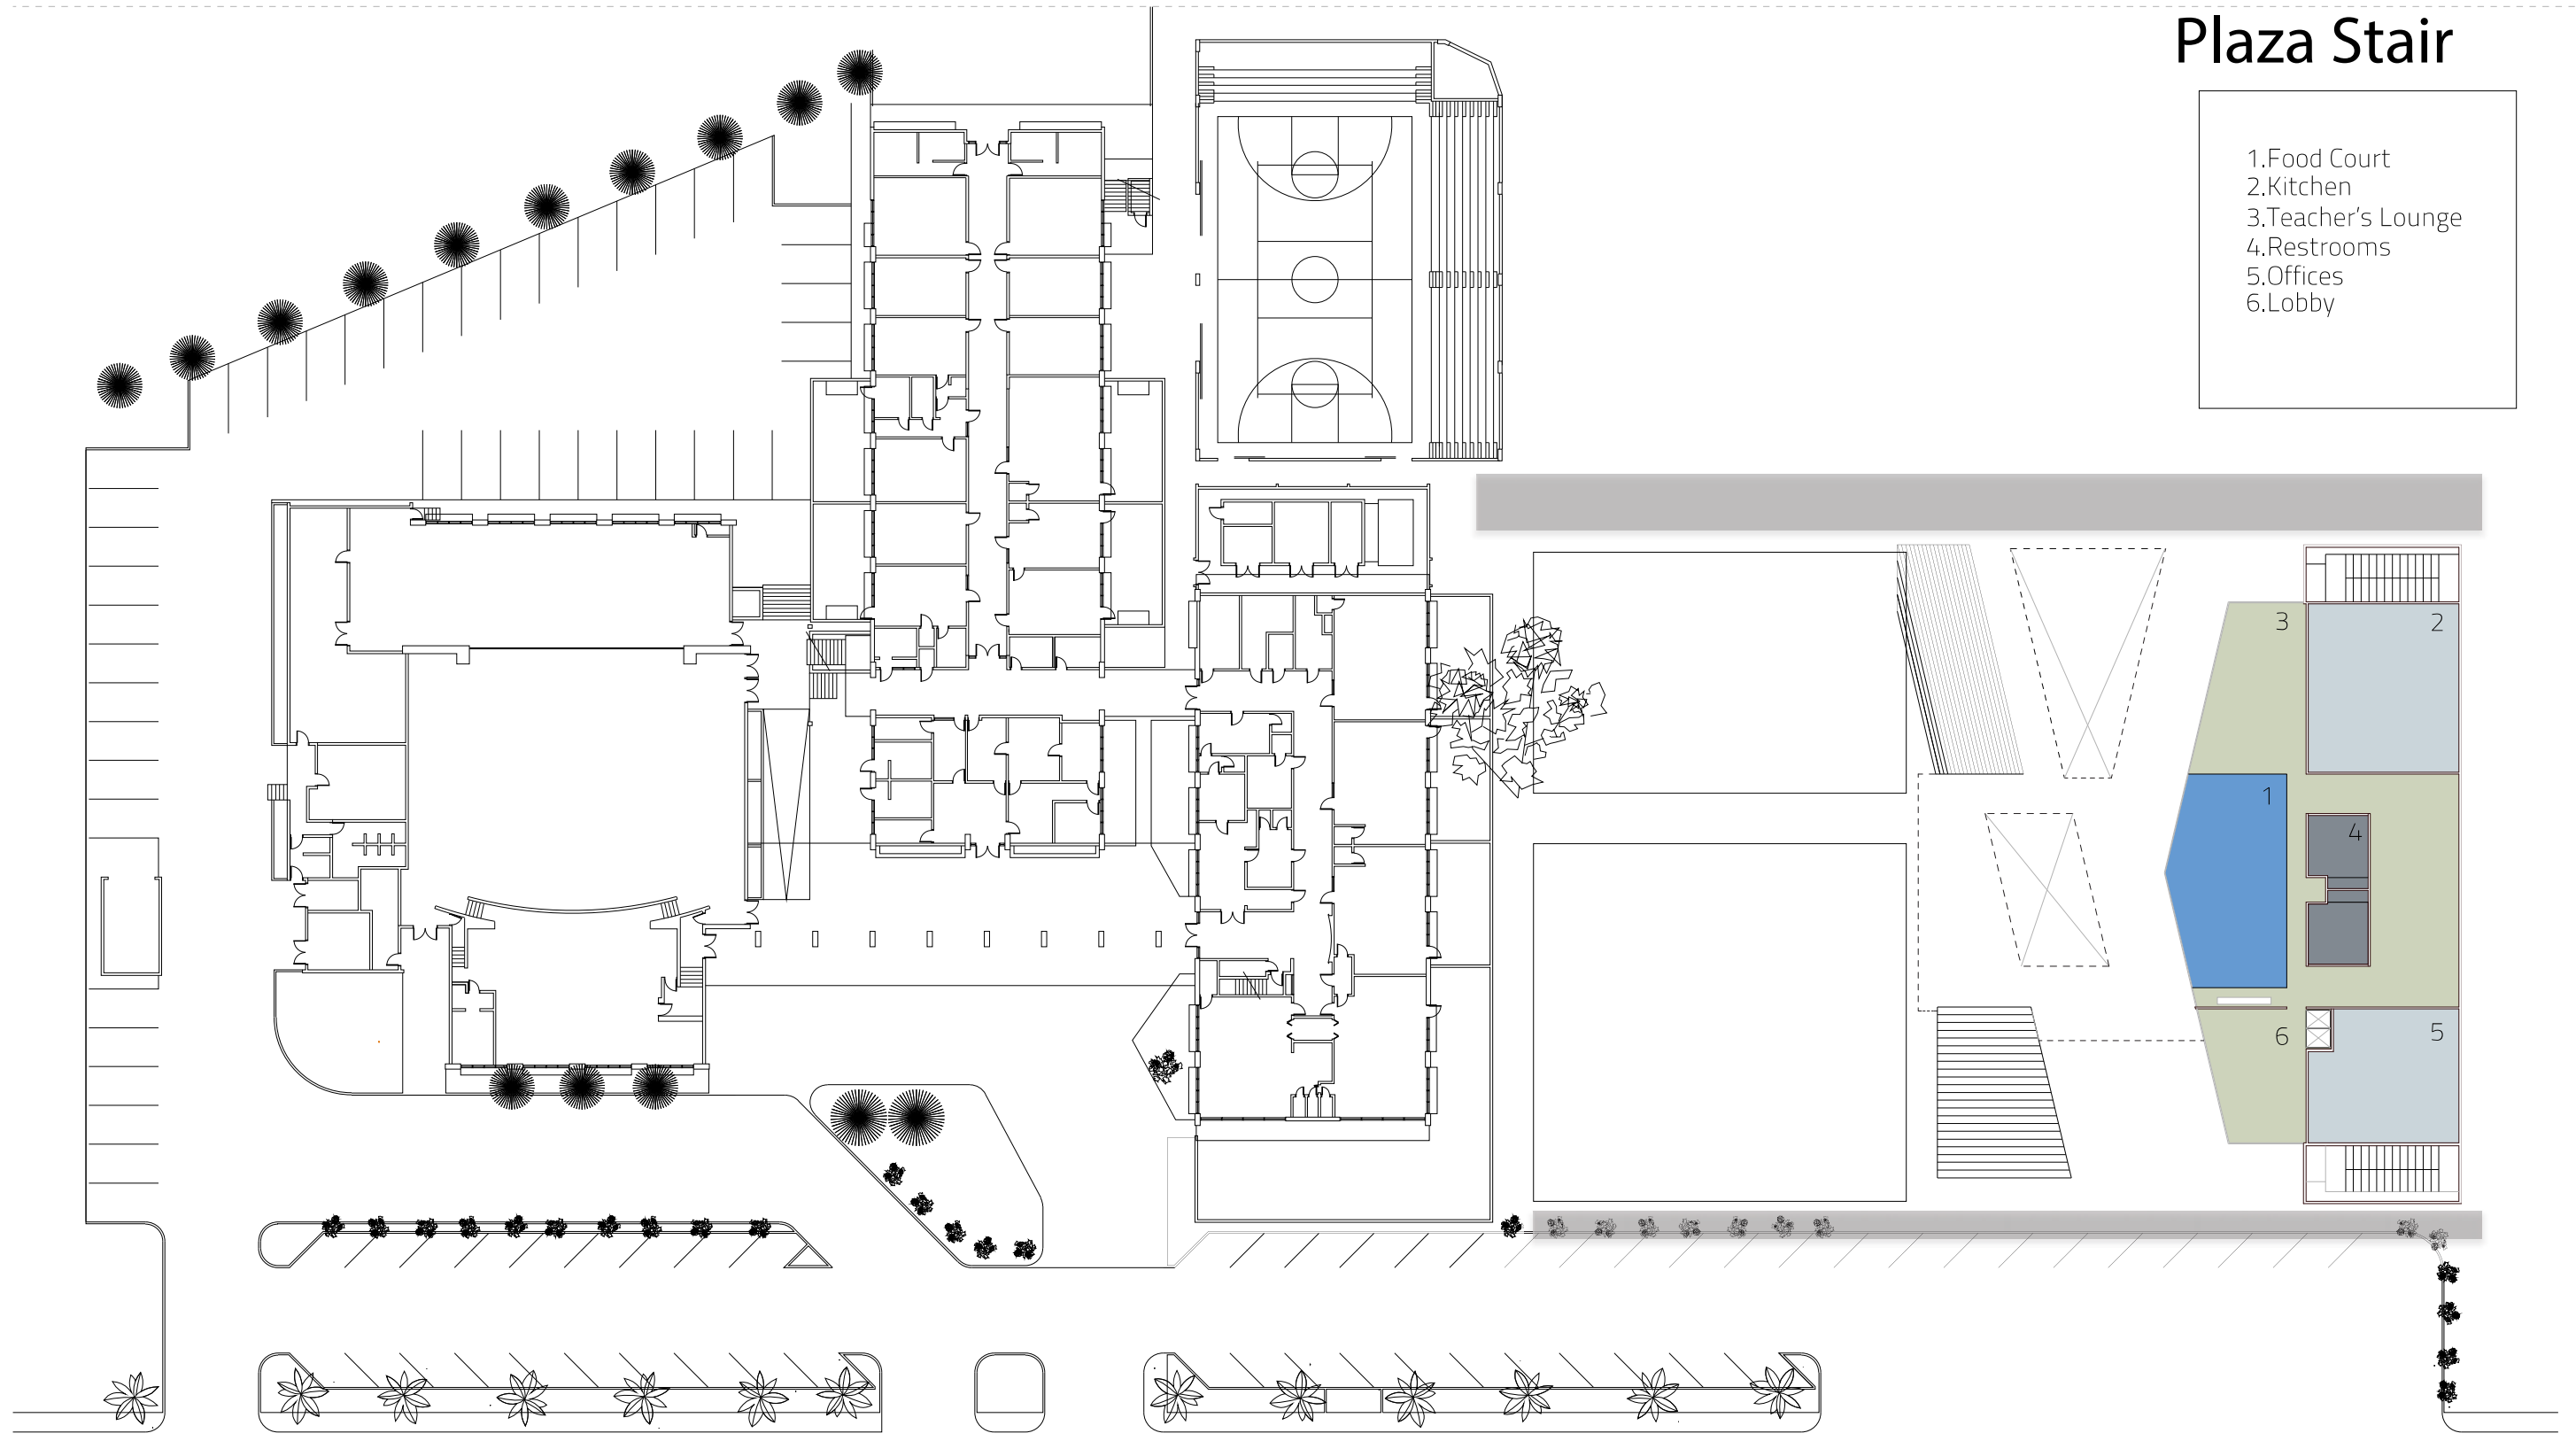 Plaza Stair
1.Food Court
2.Kitchen
3.Teacher's Lounge
4.Restrooms
5.Offices
6.Lobby
3
2
1
4
6
5